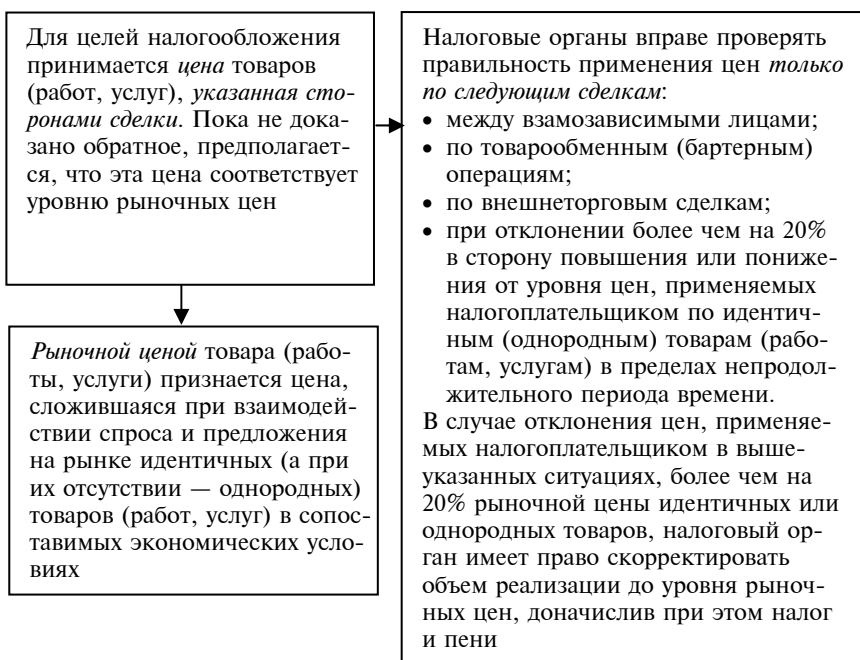 Для целей налогообложения
принимается цена товаров
(работ, услуг), указанная сто-
ронами сделки. Пока не дока-
зано обратное, предполагает-
ся, что эта цена соответствует
уровню рыночных цен
Рыночной ценой товара (рабо-
ты, услуги) признается цена,
сложившаяся при взаимодей-
ствии спроса и предложения
на рынке идентичных (а при
их отсутствии — однородных)
товаров (работ, услуг) в сопос-
тавимых экономических усло-
виях
Налоговые органы вправе проверять
правильность применения цен только
по следующим сделкам:
• между взамозависимыми лицами;
• по товарообменным (бартерным)
операциям;
• по внешнеторговым сделкам;
• при отклонении более чем на 20%
в сторону повышения или пониже-
ния от уровня цен, применяемых
налогоплательщиком по идентич-
ным (однородным) товарам (рабо-
там, услугам) в пределах непродол-
жительного периода времени.
В случае отклонения цен, применяе-
мых налогоплательщиком в выше-
указанных ситуациях, более чем на
20% рыночной цены идентичных или
однородных товаров, налоговый ор-
ган имеет право скорректировать
объем реализации до уровня рыноч-
ных цен, доначислив при этом налог
и пени